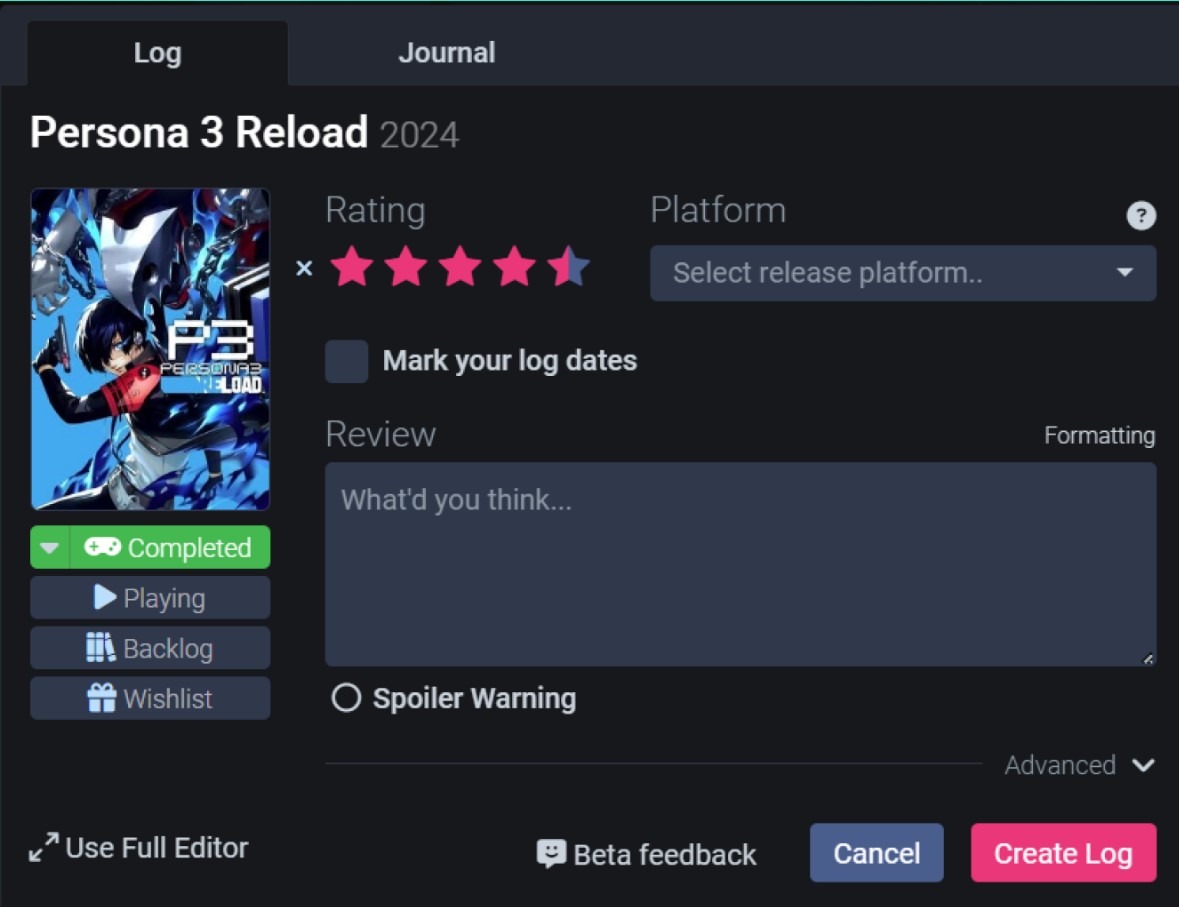 Log
Journal
Persona 3 Reload 2024
Rating
Platform
?
Select release platform..
Mark your log dates
Review
Formatting
What'd you think...
P3
PERSONA3
RELOAD
Completed
Playing
Backlog
Wishlist
Spoiler Warning
Advanced
Use Full Editor
Beta feedback
Cancel
Create Log